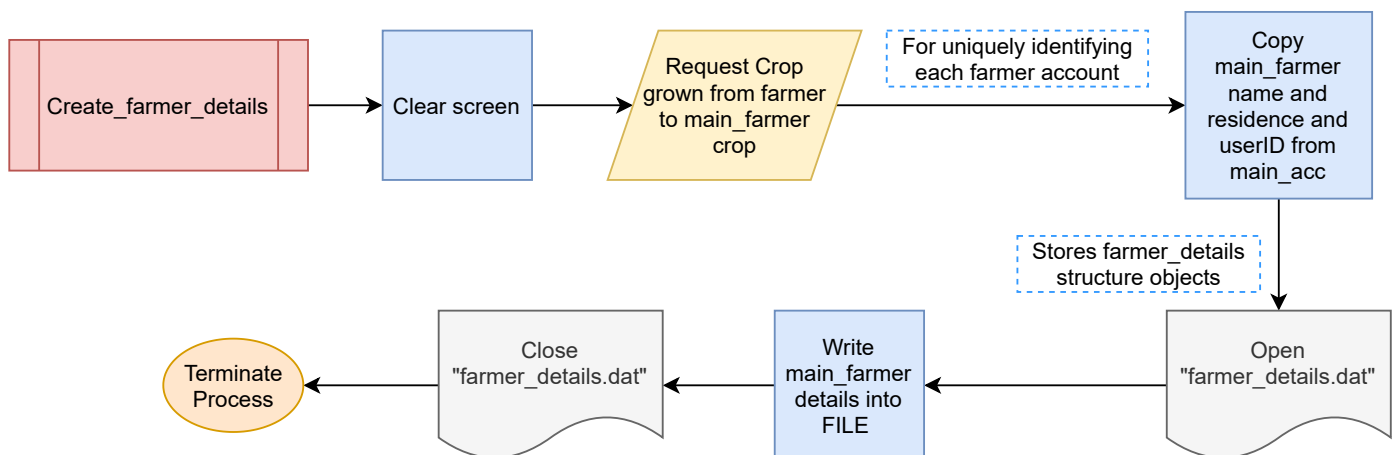 Create_farmer_details
Clear screen
Request Crop
grown from farmer
to main_farmer
crop
For uniquely identifying
each farmer account
Copy
main_farmer
name and
residence and
userID from
main_acc
Stores farmer_details
structure objects
Open
"farmer_details.dat"
Write
main_farmer
details into
FILE
Close
"farmer_details.dat"
Terminate
Process